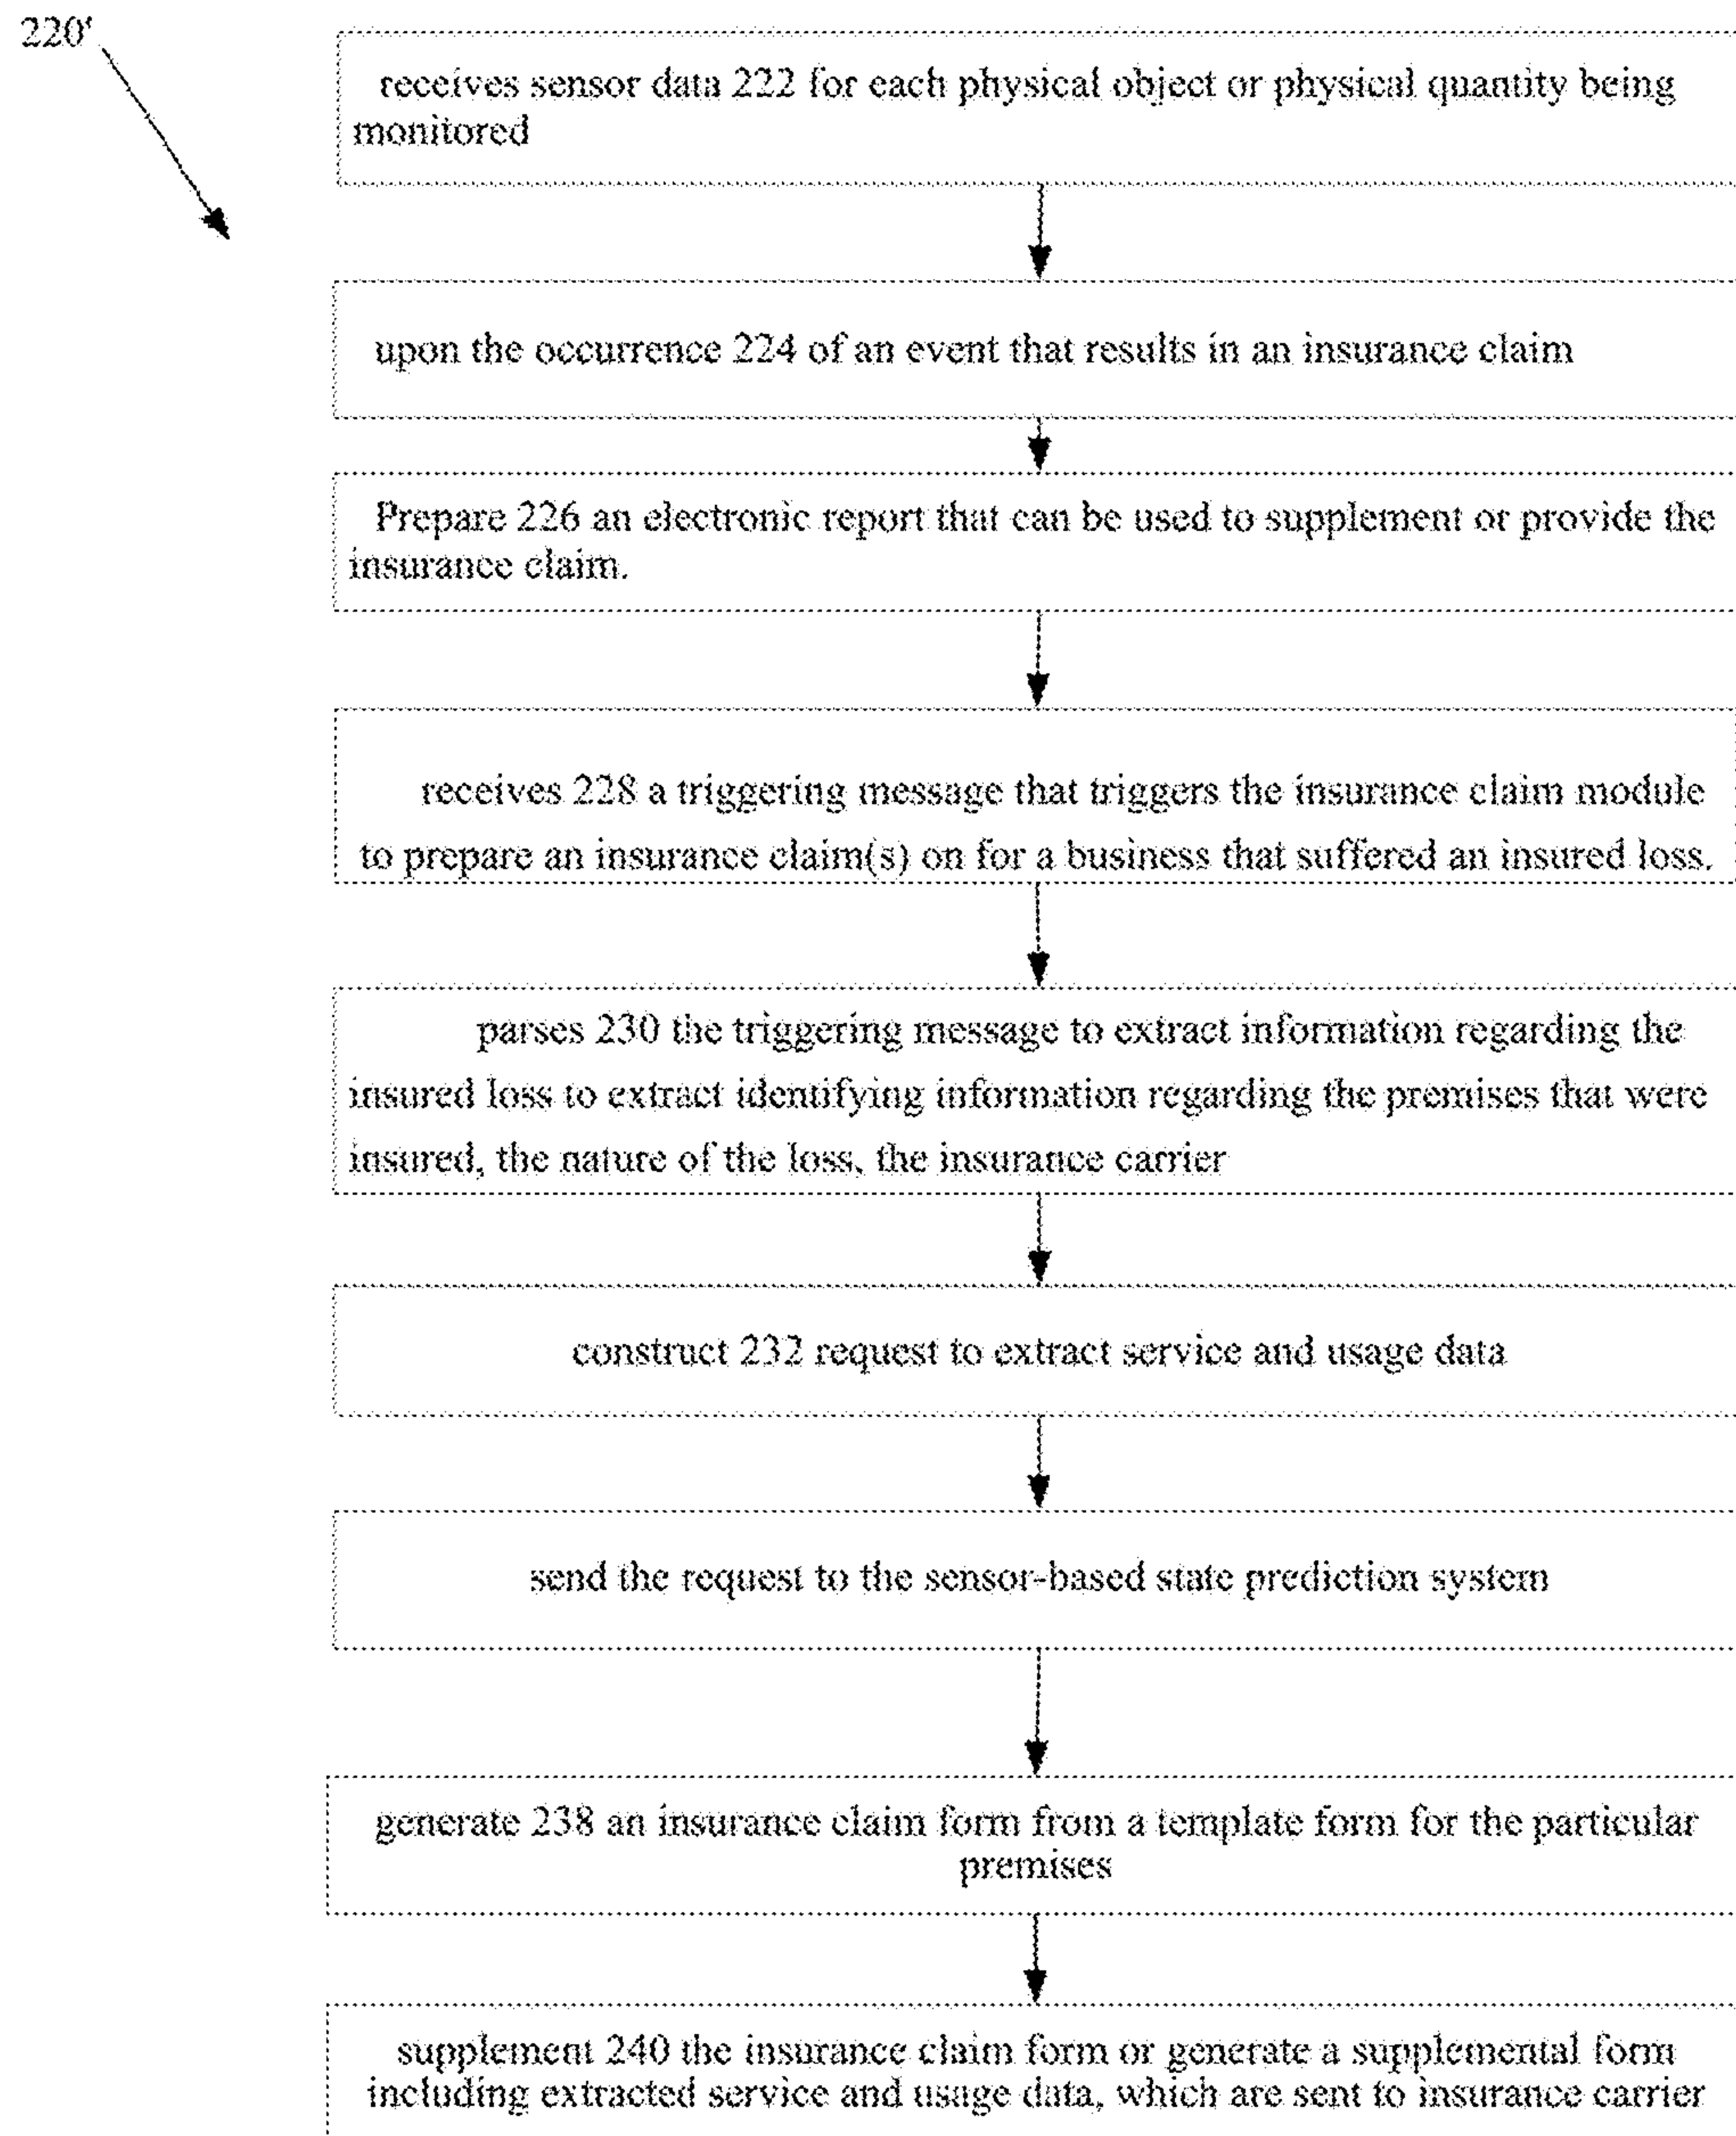 220'
receives sensor data 222 for each physical object or physical quantity being
monitored
upon the occurrence 224 of an event that results in an insurance claim
Prepare 226 an electronic report that can be used to supplement or provide the
insurance claim.
receives 228 a triggering message that triggers the insurance claim module
to prepare an insurance claim(s) on for a business that suffered an insured loss.
parses 230 the triggering message to extract information regarding the
insured loss to extract identifying information regarding the premises that were
insured, the nature of the loss, the insurance carrier
construct 232 request to extract service and usage data
send the request to the sensor-based state prediction system
generate 238 an insurance claim form from a template form for the particular
premises
supplement 240 the insurance claim form or generate a supplemental form
including extracted service and usage data, which are sent to insurance carrier